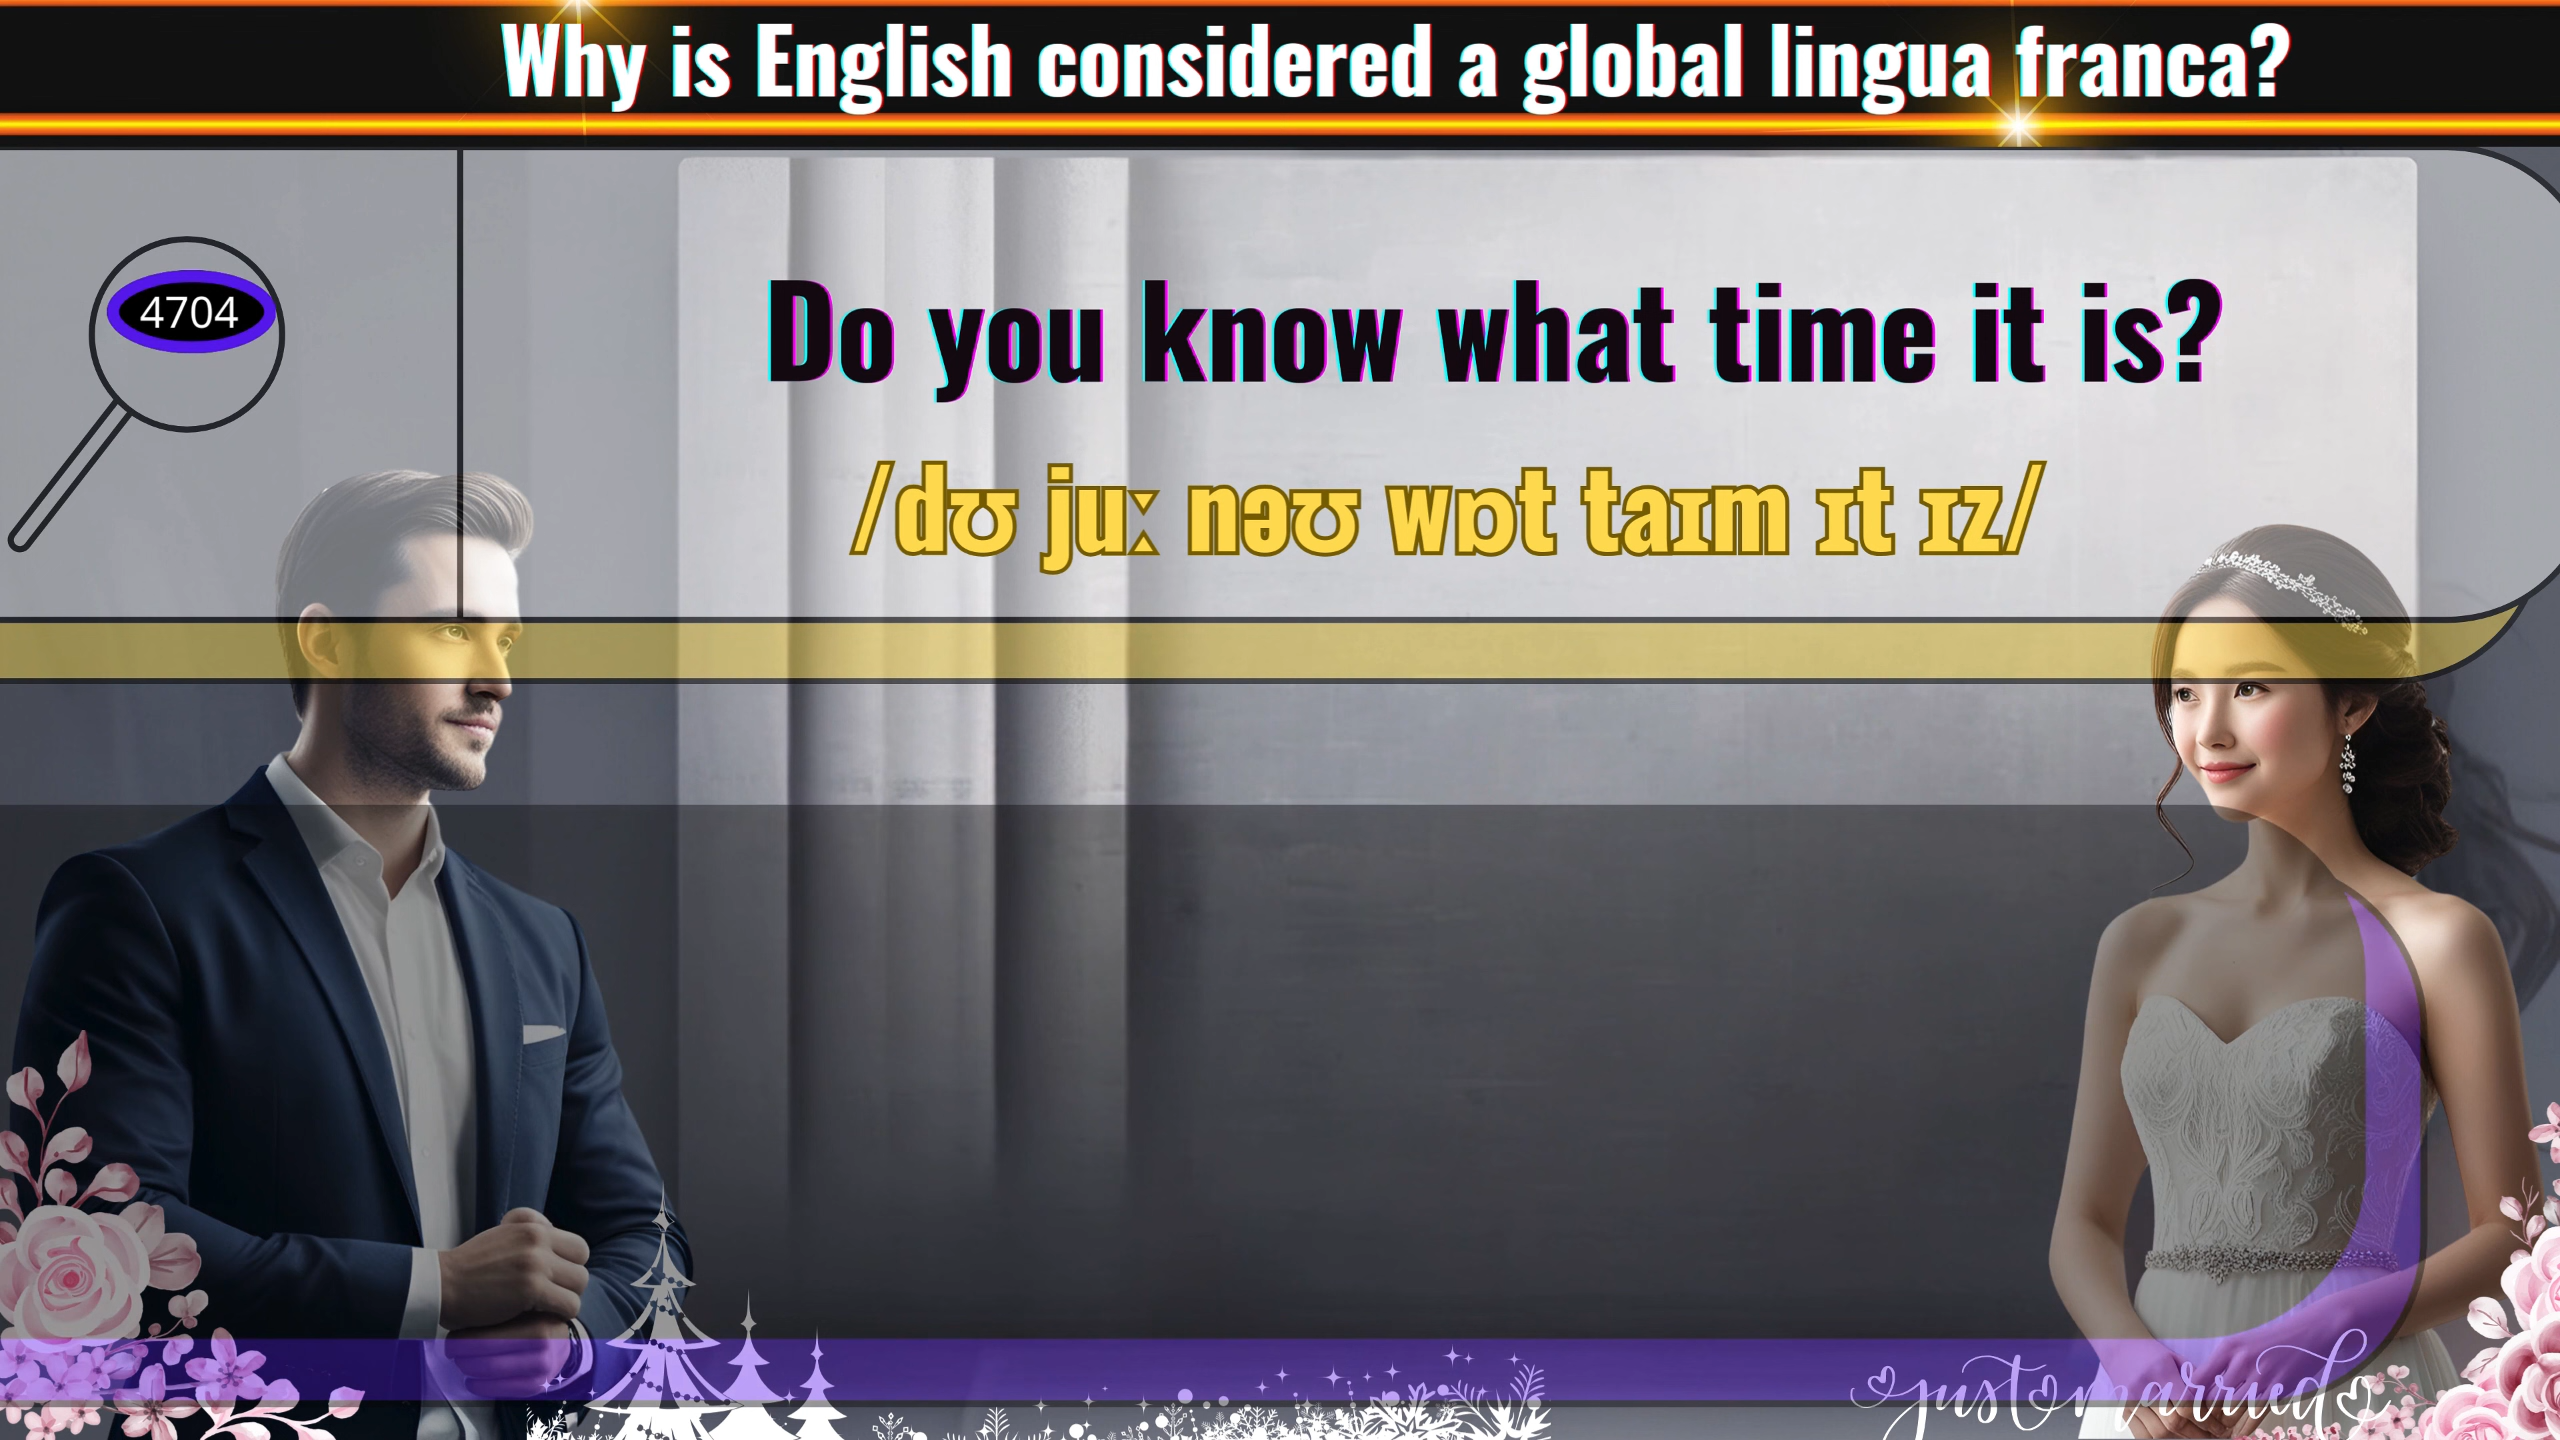 Why is English considered a global lingua franca?
4704
Do you know what time it is?
/dʊ juː nəʊ wɒt taɪm ɪt ɪz/
just married